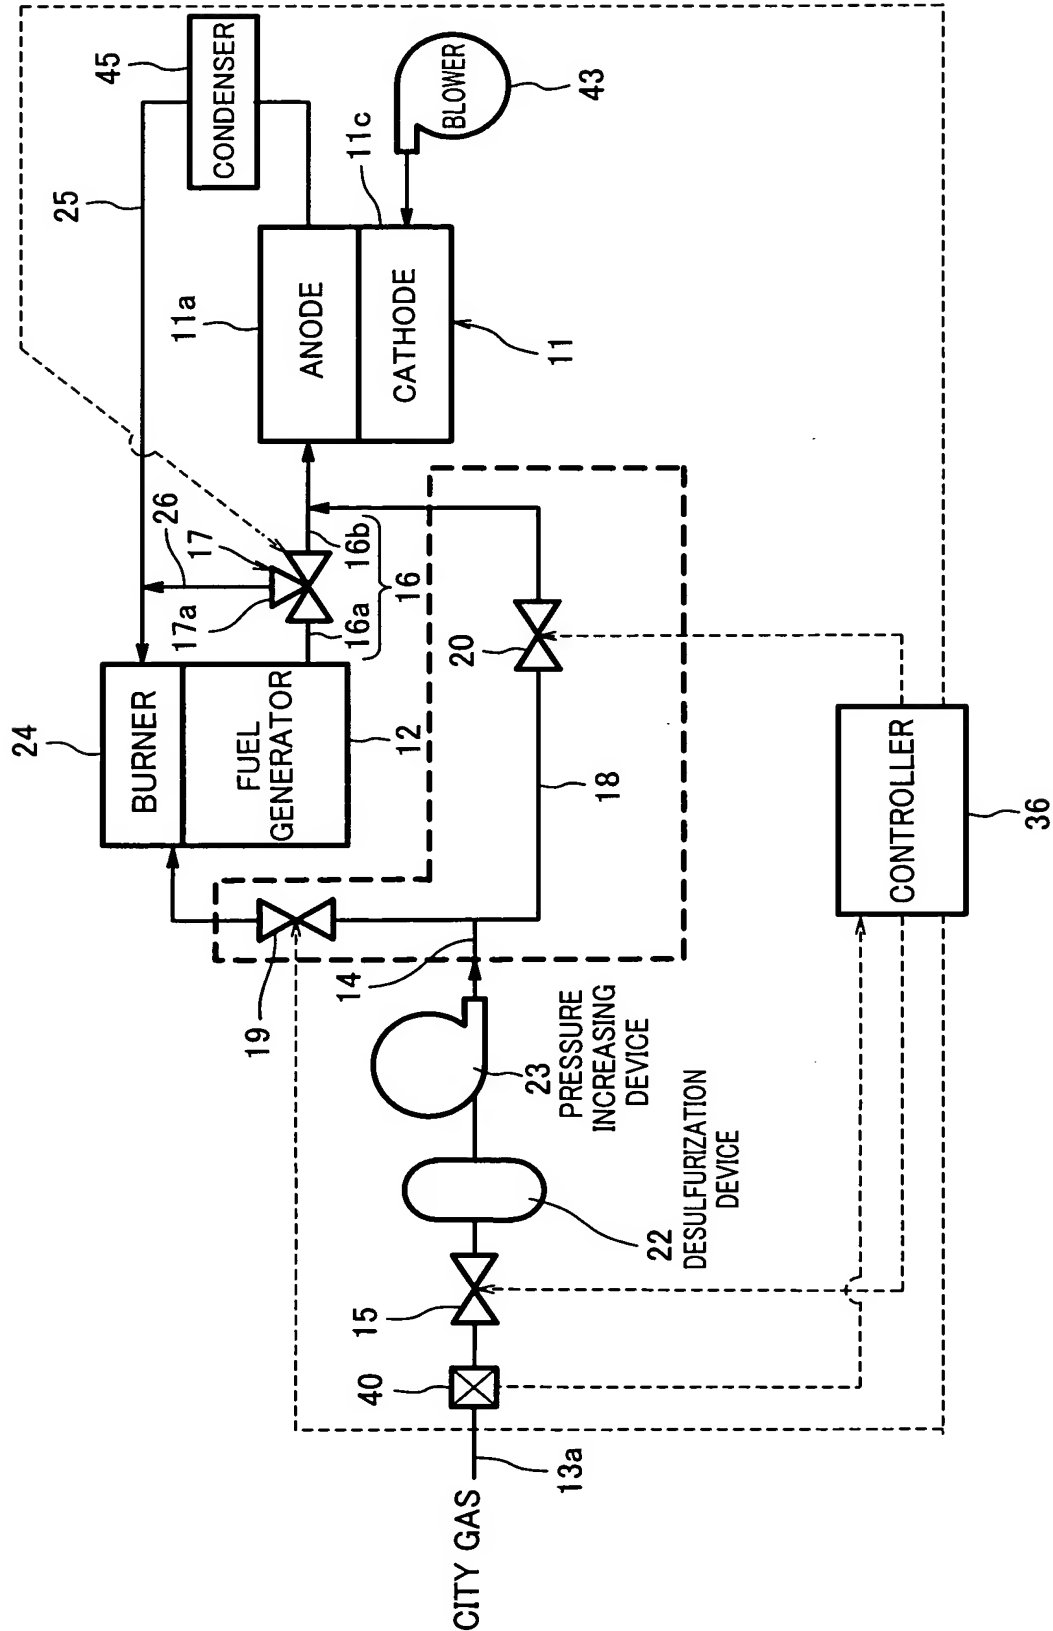 24
BURNER
FUEL
GENERATOR
12
19
14
25
45
CONDENSER
26
17
17a
16a
16b
16
11a
ANODE
CATHODE
11c
11
BLOWER
43
20
18
CITY GAS
13a
40
15
22
DESULFURIZATION
DEVICE
23
PRESSURE
INCREASING
DEVICE
CONTROLLER
36